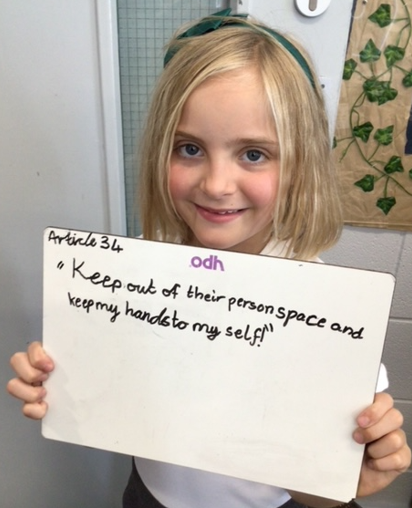 Article 34
odh
"Keep out of their person space and
keep my hands to my self!"